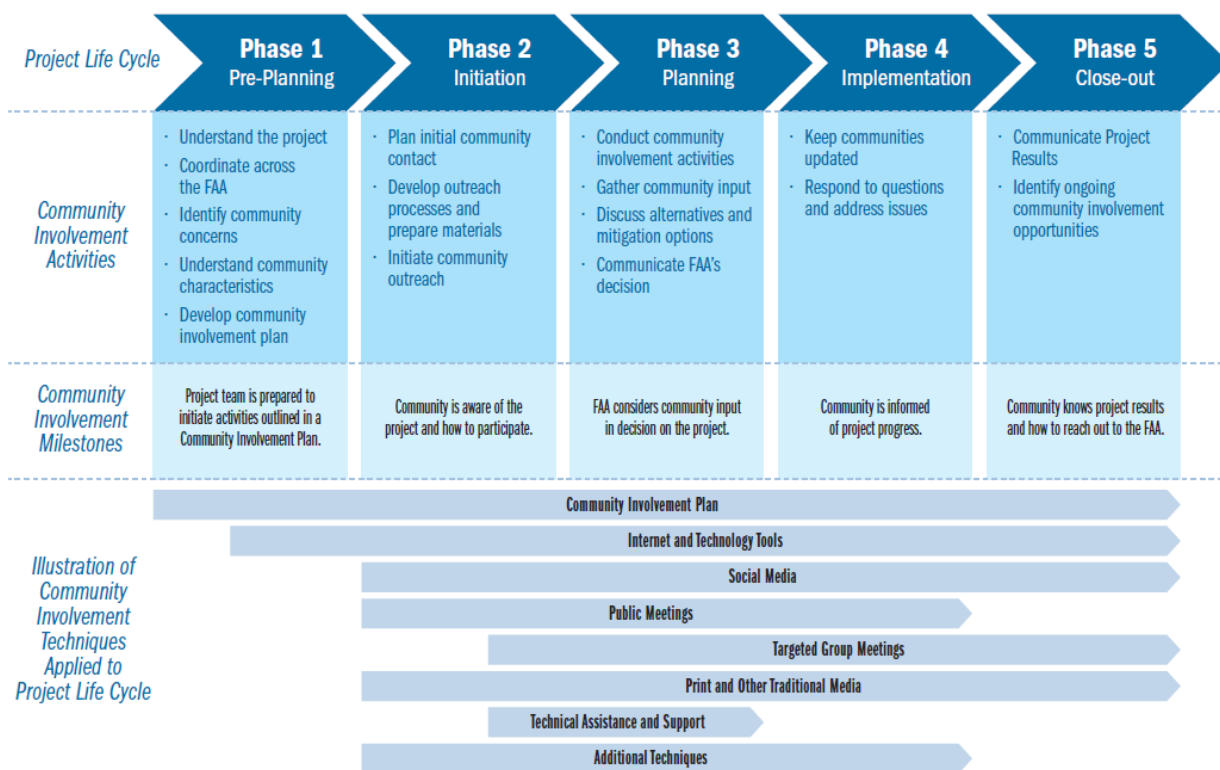 Project Life Cycle
Phase 1
Pre-Planning
Phase 2
Initiation
Phase 3
Planning
Phase 4
Implementation
Phase 5
Close-out
Community
Involvement
Activities
· Understand the project
· Coordinate across
the FAA
· Identify community
concerns
· Understand community
characteristics
· Develop community
involvement plan
· Plan initial community
contact
· Develop outreach
processes and
prepare materials
· Initiate community
outreach
· Conduct community
involvement activities
· Gather community input
· Discuss alternatives and
mitigation options
· Communicate FAA's
decision
· Keep communities
updated
· Respond to questions
and address issues
· Communicate Project
Results
· Identify ongoing
community involvement
opportunities
Community
Involvement
Milestones
Project team is prepared to
initiate activities outlined in a
Community Involvement Plan.
Community is aware of the
project and how to participate.
FAA considers community input
in decision on the project.
Community is informed
of project progress.
Community knows project results
and how to reach out to the FAA.
Illustration of
Community
Involvement
Techniques
Applied to
Project Life Cycle
Community Involvement Plan
Internet and Technology Tools
Social Media
Public Meetings
Targeted Group Meetings
Print and Other Traditional Media
Technical Assistance and Support
Additional Techniques